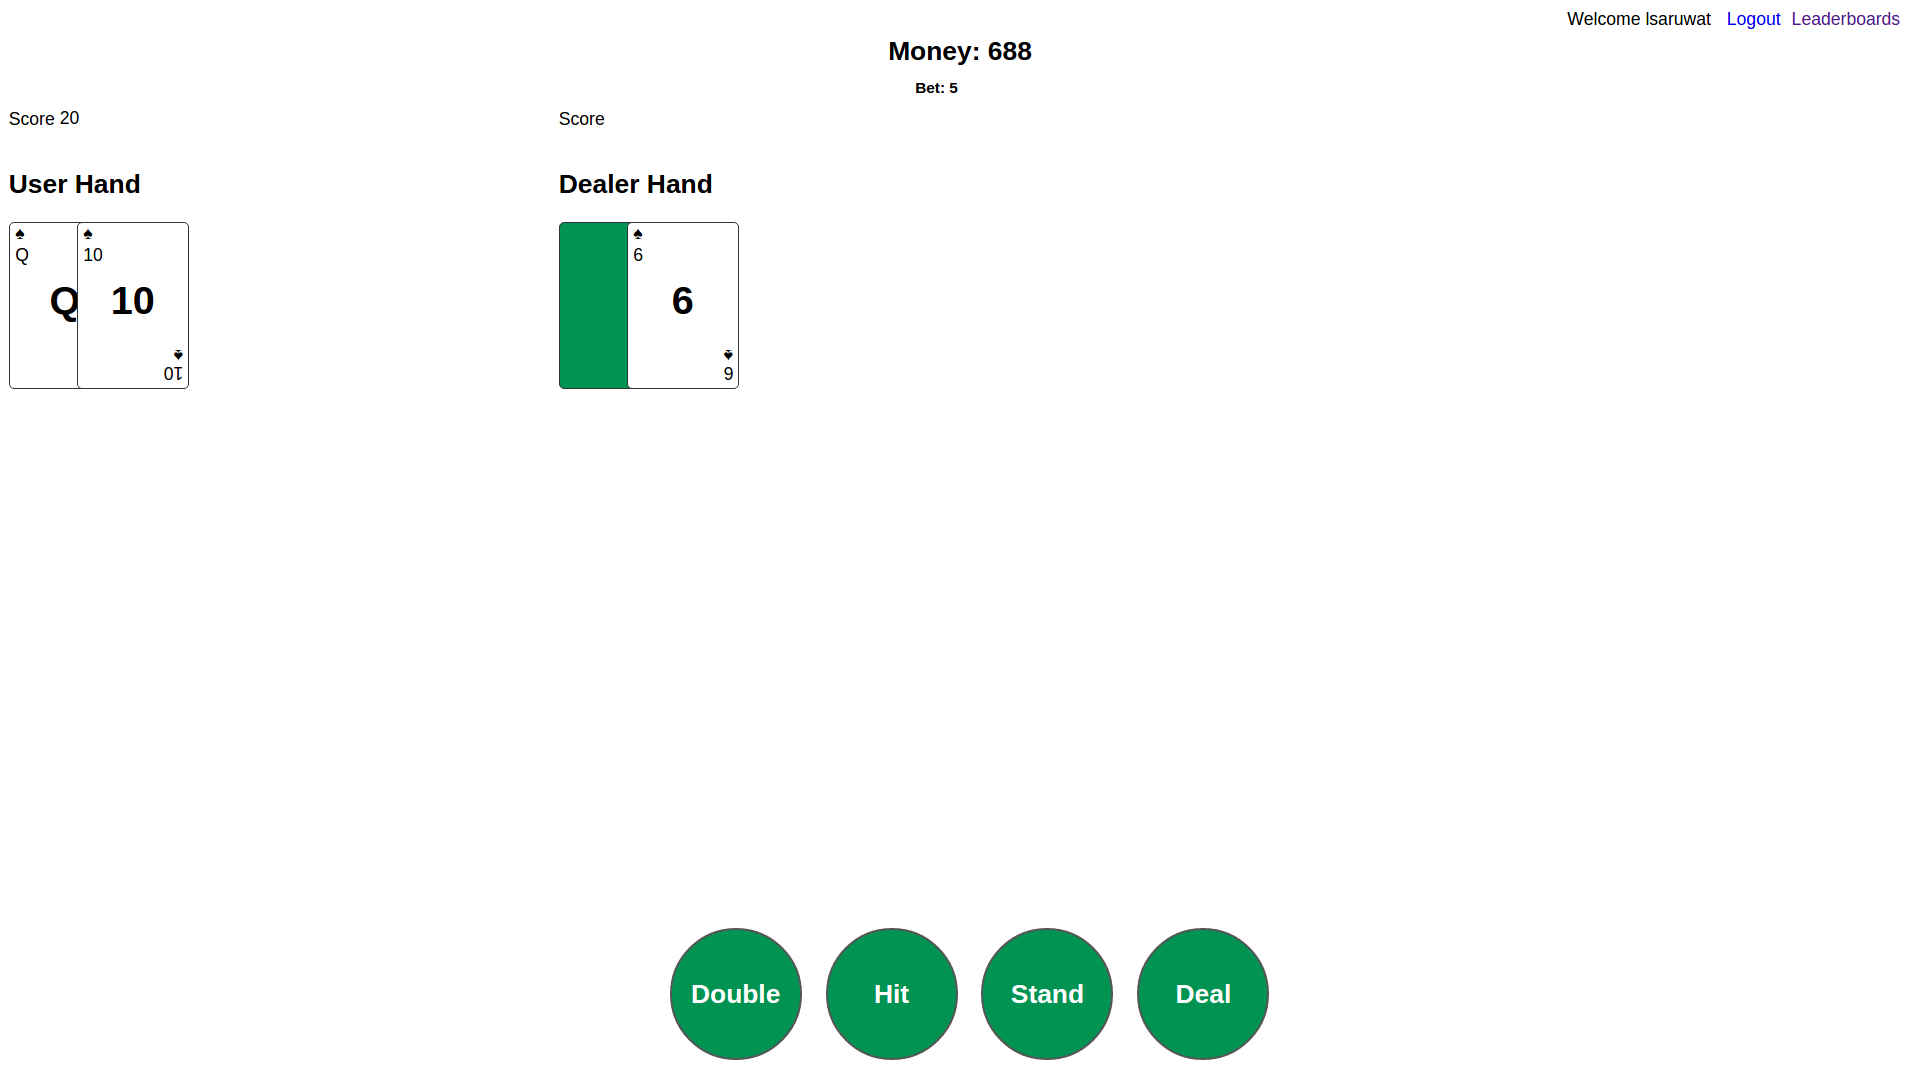 Welcome lsaruwat Logout Leaderboards
Money: 688
Bet: 5
Score 20
Score
User Hand
Dealer Hand
♠
Q
Q
♠
10
10
♠
10
♠
6
6
♠
6
Double
Hit
Stand
Deal